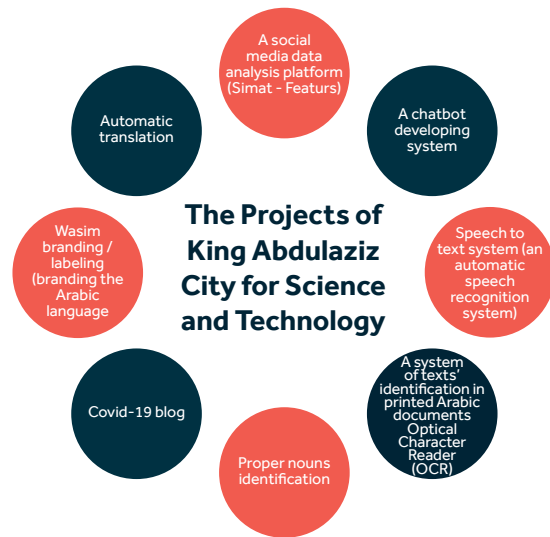 A social
media data
analysis platform
(Simat - Featurs)
A chatbot
developing
system
Speech to
text system (an
automatic
speech
recognition
system)
A system
of texts'
identification in
printed Arabic
documents
Optical
Character
Reader
(OCR)
Proper nouns
identification
Covid-19 blog
Wasim
branding /
labeling
(branding the
Arabic
language
Automatic
translation
The Projects of
King Abdulaziz
City for Science
and Technology